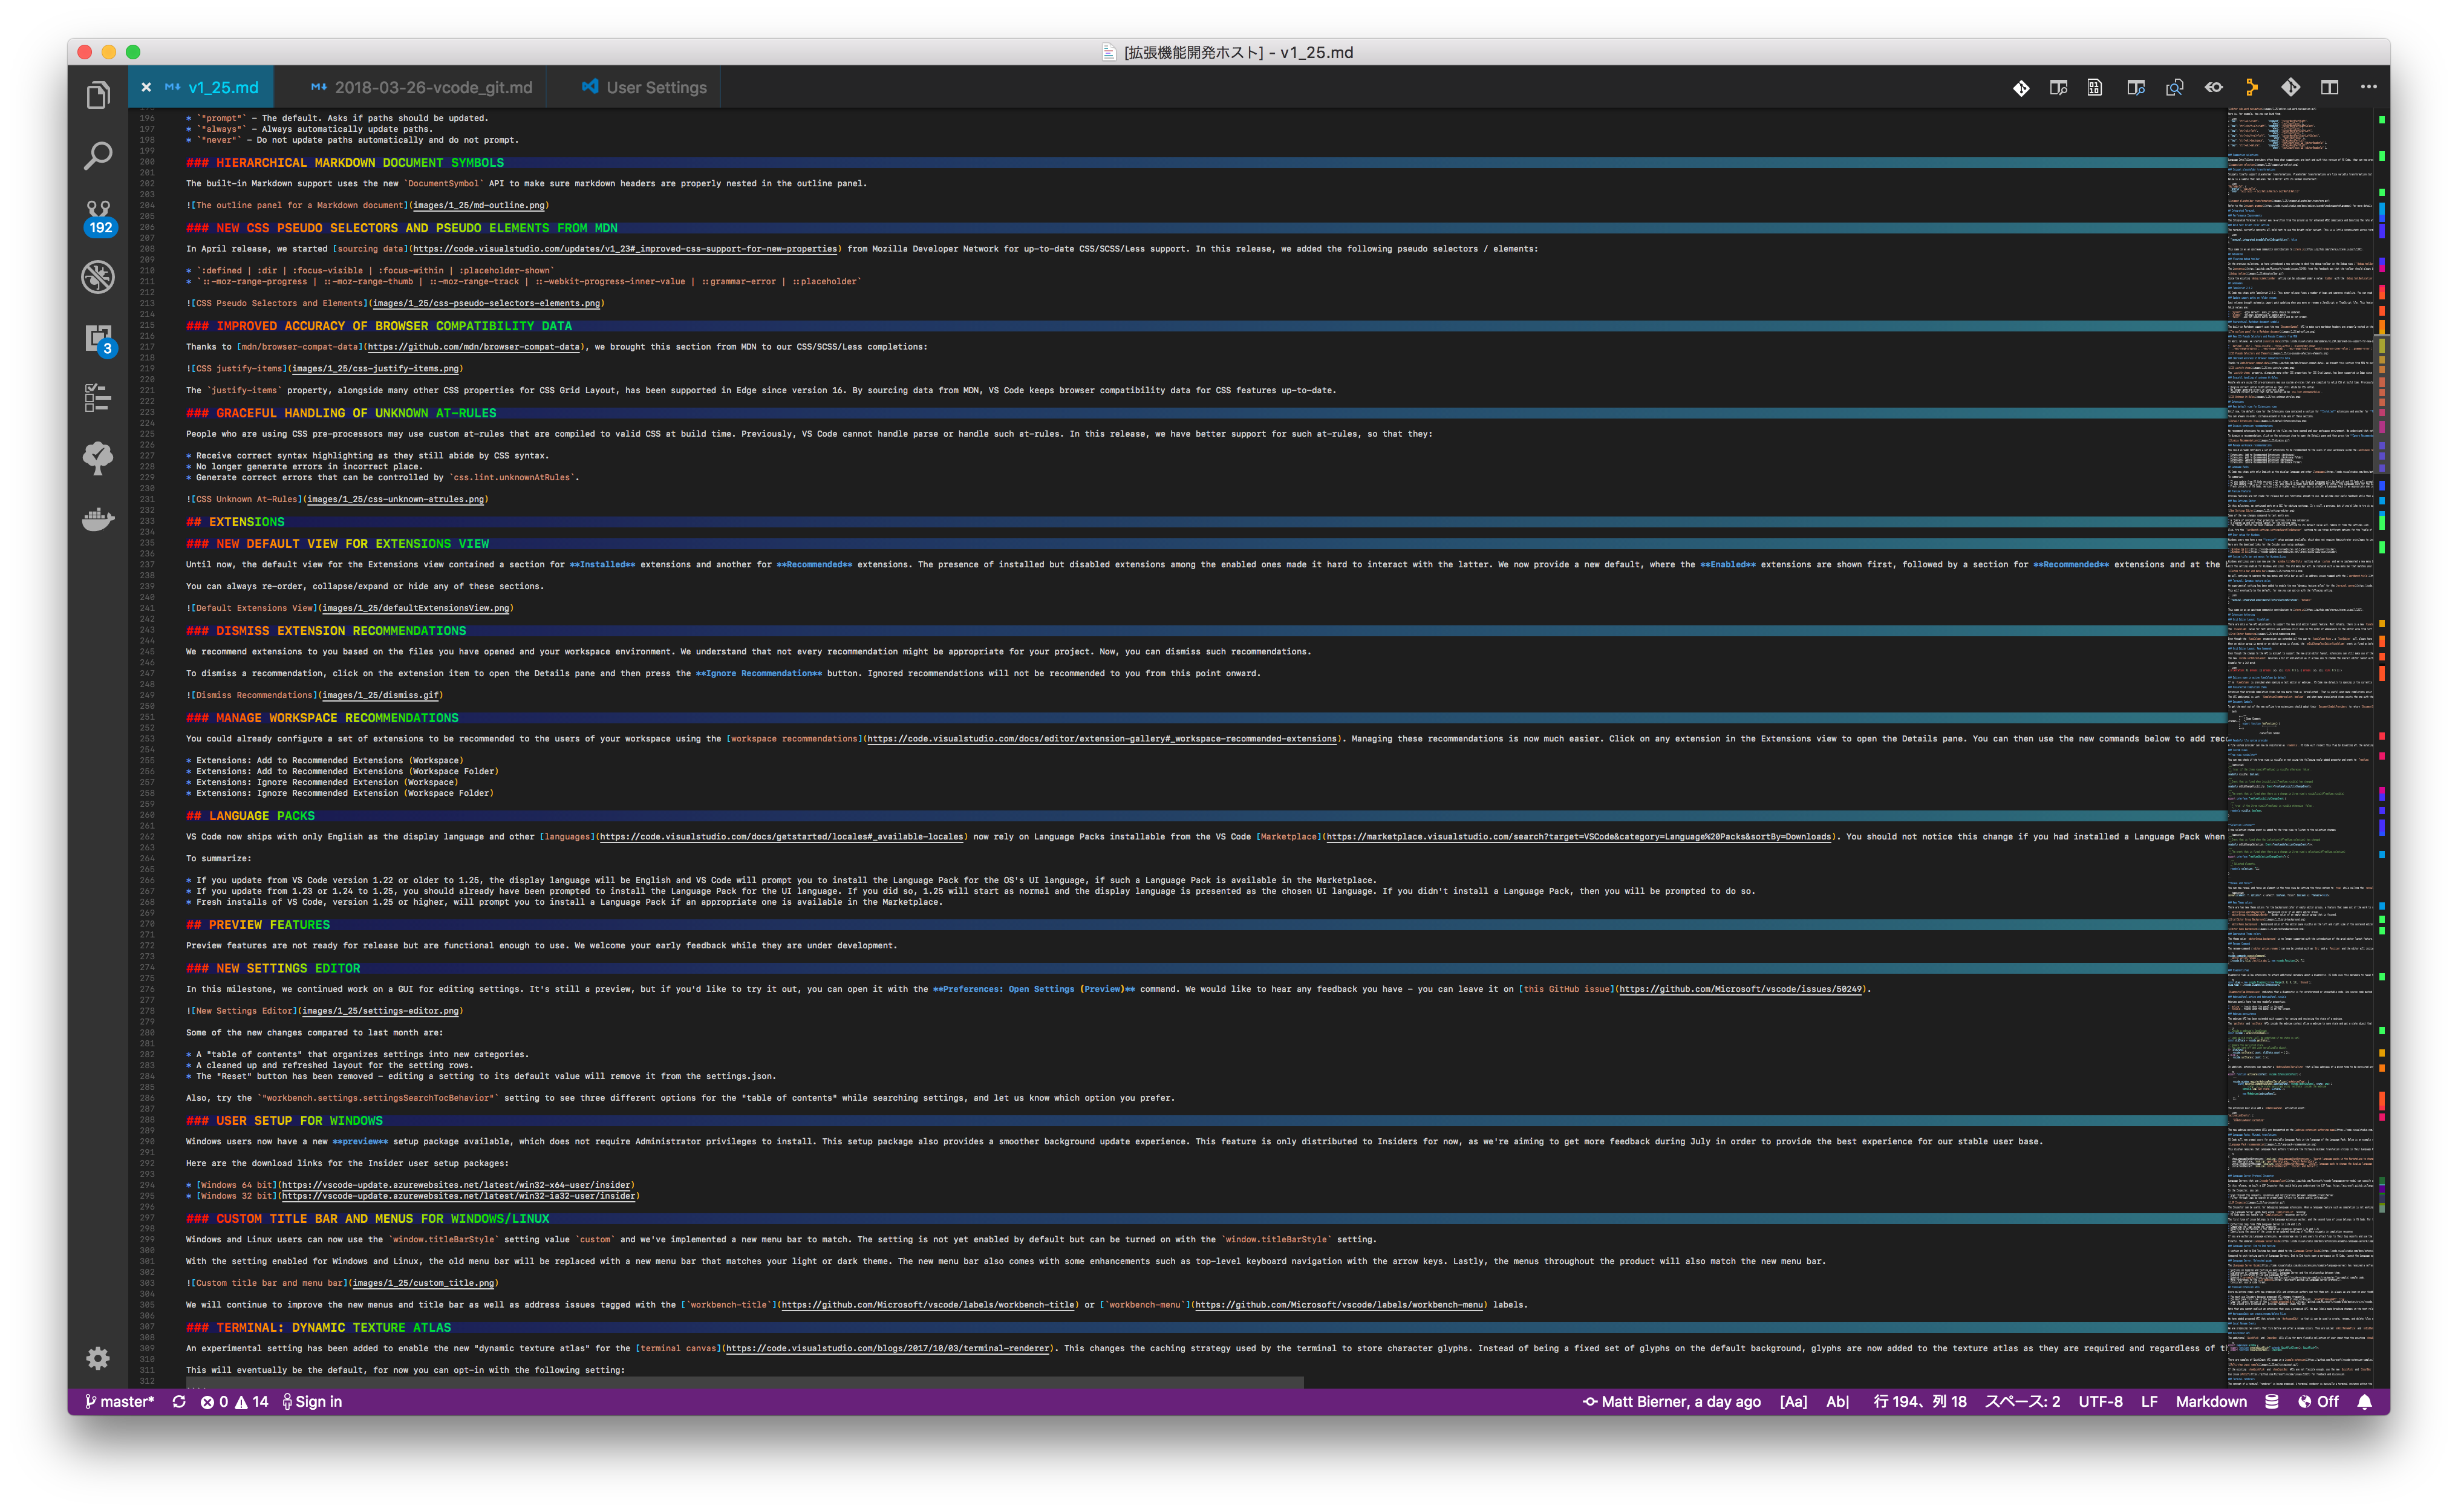 [拡張機能開発ホスト] - v1_25.md
v1_25.md
2018-03-26-vcode_git.md
User Settings
196 * `"prompt"` - The default. Asks if paths should be updated.
197 * `"always"` - Always automatically update paths.
198 * `"never"` - Do not update paths automatically and do not prompt.
199
200 ### HIERARCHICAL MARKDOWN DOCUMENT SYMBOLS
201
202 The built-in Markdown support uses the new `DocumentSymbol` API to make sure markdown headers are properly nested in the outline panel.
203
204 ![The outline panel for a Markdown document](images/1_25/md-outline.png)
205
206 ### NEW CSS PSEUDO SELECTORS AND PSEUDO ELEMENTS FROM MDN
207
208 In April release, we started [sourcing data](https://code.visualstudio.com/updates/v1_23#_improved-css-support-for-new-properties) from Mozilla Developer Network for up-to-date CSS/SCSS/Less support. In this release, we added the following pseudo selectors / elements:
209
210 * `:defined | :dir | :focus-visible | :focus-within | :placeholder-shown`
211 * `::-moz-range-progress | ::-moz-range-thumb | ::-moz-range-track | ::-webkit-progress-inner-value | ::grammar-error | ::placeholder`
212
213 ![CSS Pseudo Selectors and Elements](images/1_25/css-pseudo-selectors-elements.png)
214
215 ### IMPROVED ACCURACY OF BROWSER COMPATIBILITY DATA
216
217 Thanks to [mdn/browser-compat-data](https://github.com/mdn/browser-compat-data), we brought this section from MDN to our CSS/SCSS/Less completions:
218
219 ![CSS justify-items](images/1_25/css-justify-items.png)
220
221 The `justify-items` property, alongside many other CSS properties for CSS Grid Layout, has been supported in Edge since version 16. By sourcing data from MDN, VS Code keeps browser compatibility data for CSS features up-to-date.
222
223 ### GRACEFUL HANDLING OF UNKNOWN AT-RULES
224
225 People who are using CSS pre-processors may use custom at-rules that are compiled to valid CSS at build time. Previously, VS Code cannot handle parse or handle such at-rules. In this release, we have better support for such at-rules, so that they:
226
227 * Receive correct syntax highlighting as they still abide by CSS syntax.
228 * No longer generate errors in incorrect place.
229 * Generate correct errors that can be controlled by `css.lint.unknownAtRules`.
230
231 ![CSS Unknown At-Rules](images/1_25/css-unknown-atrules.png)
232
233 ## EXTENSIONS
234
235 ### NEW DEFAULT VIEW FOR EXTENSIONS VIEW
236
237 Until now, the default view for the Extensions view contained a section for **Installed** extensions and another for **Recommended** extensions. The presence of installed but disabled extensions among the enabled ones made it hard to interact with the latter. We now provide a new default, where the **Enabled** extensions are shown first, followed by a section for **Recommended** extensions and at the
238
239 You can always re-order, collapse/expand or hide any of these sections.
240
241 ![Default Extensions View](images/1_25/defaultExtensionsView.png)
242
243 ### DISMISS EXTENSION RECOMMENDATIONS
244
245 We recommend extensions to you based on the files you have opened and your workspace environment. We understand that not every recommendation might be appropriate for your project. Now, you can dismiss such recommendations.
246
247 To dismiss a recommendation, click on the extension item to open the Details pane and then press the **Ignore Recommendation** button. Ignored recommendations will not be recommended to you from this point onward.
248
249 ![Dismiss Recommendations](images/1_25/dismiss.gif)
250
251 ### MANAGE WORKSPACE RECOMMENDATIONS
252
253 You could already configure a set of extensions to be recommended to the users of your workspace using the [workspace recommendations](https://code.visualstudio.com/docs/editor/extension-gallery#_workspace-recommended-extensions). Managing these recommendations is now much easier. Click on any extension in the Extensions view to open the Details pane. You can then use the new commands below to add rec
254
255 * Extensions: Add to Recommended Extensions (Workspace)
256 * Extensions: Add to Recommended Extensions (Workspace Folder)
257 * Extensions: Ignore Recommended Extension (Workspace)
258 * Extensions: Ignore Recommended Extension (Workspace Folder)
259
260 ## LANGUAGE PACKS
261
262 VS Code now ships with only English as the display language and other [languages](https://code.visualstudio.com/docs/getstarted/locales#_available-locales) now rely on Language Packs installable from the VS Code [Marketplace](https://marketplace.visualstudio.com/search?target=VSCode&category=Language%20Packs&sortBy=Downloads). You should not notice this change if you had installed a Language Pack when
263
264 To summarize:
265
266 * If you update from VS Code version 1.22 or older to 1.25, the display language will be English and VS Code will prompt you to install the Language Pack for the OS's UI language, if such a Language Pack is available in the Marketplace.
267 * If you update from 1.23 or 1.24 to 1.25, you should already have been prompted to install the Language Pack for the UI language. If you did so, 1.25 will start as normal and the display language is presented as the chosen UI language. If you didn't install a Language Pack, then you will be prompted to do so.
268 * Fresh installs of VS Code, version 1.25 or higher, will prompt you to install a Language Pack if an appropriate one is available in the Marketplace.
269
270 ## PREVIEW FEATURES
271
272 Preview features are not ready for release but are functional enough to use. We welcome your early feedback while they are under development.
273
274 ### NEW SETTINGS EDITOR
275
276 In this milestone, we continued work on a GUI for editing settings. It's still a preview, but if you'd like to try it out, you can open it with the **Preferences: Open Settings (Preview)** command. We would like to hear any feedback you have - you can leave it on [this GitHub issue](https://github.com/Microsoft/vscode/issues/50249).
277
278 ![New Settings Editor](images/1_25/settings-editor.png)
279
280 Some of the new changes compared to last month are:
281
282 * A "table of contents" that organizes settings into new categories.
283 * A cleaned up and refreshed layout for the setting rows.
284 * The "Reset" button has been removed - editing a setting to its default value will remove it from the settings.json.
285
286 Also, try the `"workbench.settings.settingsSearchTocBehavior"` setting to see three different options for the "table of contents" while searching settings, and let us know which option you prefer.
287
288 ### USER SETUP FOR WINDOWS
289
290 Windows users now have a new **preview** setup package available, which does not require Administrator privileges to install. This setup package also provides a smoother background update experience. This feature is only distributed to Insiders for now, as we're aiming to get more feedback during July in order to provide the best experience for our stable user base.
291
292 Here are the download links for the Insider user setup packages:
293
294 * [Windows 64 bit](https://vscode-update.azurewebsites.net/latest/win32-x64-user/insider)
295 * [Windows 32 bit](https://vscode-update.azurewebsites.net/latest/win32-ia32-user/insider)
296
297 ### CUSTOM TITLE BAR AND MENUS FOR WINDOWS/LINUX
298
299 Windows and Linux users can now use the `window.titleBarStyle` setting value `custom` and we've implemented a new menu bar to match. The setting is not yet enabled by default but can be turned on with the `window.titleBarStyle` setting.
300
301 With the setting enabled for Windows and Linux, the old menu bar will be replaced with a new menu bar that matches your light or dark theme. The new menu bar also comes with some enhancements such as top-level keyboard navigation with the arrow keys. Lastly, the menus throughout the product will also match the new menu bar.
302
303 ![Custom title bar and menu bar](images/1_25/custom_title.png)
304
305 We will continue to improve the new menus and title bar as well as address issues tagged with the [`workbench-title`](https://github.com/Microsoft/vscode/labels/workbench-title) or [`workbench-menu`](https://github.com/Microsoft/vscode/labels/workbench-menu) labels.
306
307 ### TERMINAL: DYNAMIC TEXTURE ATLAS
308
309 An experimental setting has been added to enable the new "dynamic texture atlas" for the [terminal canvas](https://code.visualstudio.com/blogs/2017/10/03/terminal-renderer). This changes the caching strategy used by the terminal to store character glyphs. Instead of being a fixed set of glyphs on the default background, glyphs are now added to the texture atlas as they are required and regardless of t
310
311 This will eventually be the default, for now you can opt-in with the following setting:
312
192
3
master* 0 14 Sign in
Matt Bierner, a day ago [Aa] Ab| 行 194、列 18 スペース: 2 UTF-8 LF Markdown Off